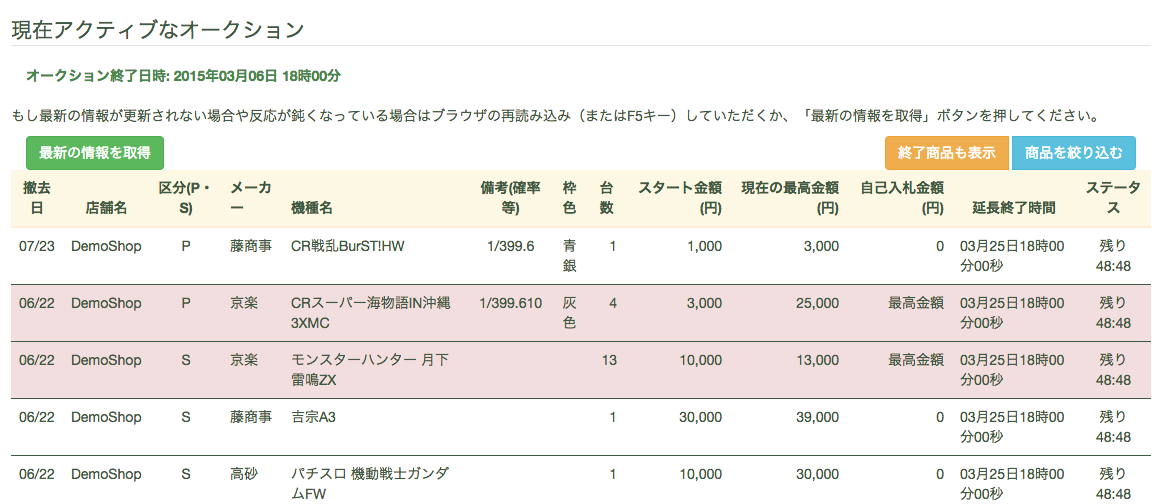 現在アクティブなオークション
オークション終了日時: 2015年03月06日 18時00分
もし最新の情報が更新されない場合や反応が鈍くなっている場合はブラウザの再読み込み（またはF5キー）していただくか、「最新の情報を取得」ボタンを押してください。
最新の情報を取得 終了商品も表示 商品を絞り込む
撤去 区分(P・ メーカ 備考(確率 枠 台 スタート金額 現在の最高金額 自己入札金額 ステータ
日 店舗名 S) ー 機種名 等) 色 数 (円) (円) (円) 延長終了時間 ス
07/23 DemoShop P 藤商事 CR戦乱BurST!HW 1/399.6 青 1 1,000 3,000 0 03月25日18時00 残り
銀 分00秒 48:48
06/22 DemoShop P 京楽 CRスーパー海物語IN沖縄 1/399.610 灰 4 3,000 25,000 最高金額 03月25日18時00 残り
3XMC 色 分00秒 48:48
06/22 DemoShop S 京楽 モンスターハンター 月下 13 10,000 13,000 最高金額 03月25日18時00 残り
雷鳴ZX 分00秒 48:48
06/22 DemoShop S 藤商事 吉宗A3 1 30,000 39,000 0 03月25日18時00 残り
分00秒 48:48
06/22 DemoShop S 高砂 パチスロ 機動戦士ガンダ 1 10,000 30,000 0 03月25日18時00 残り
ムFW 分00秒 48:48